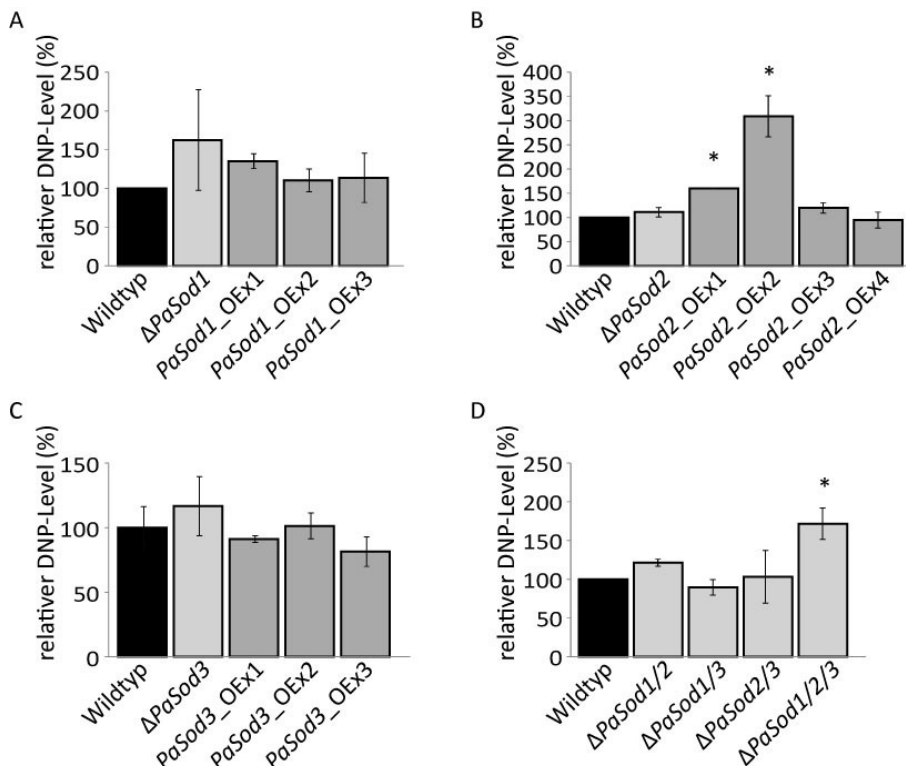 A
relativer DNP-Level (%)
250
200
150
100
50
0
Wildtyp
ΔPaSod1
PaSod1_OEx1
PaSod1_OEx2
PaSod1_OEx3
B
relativer DNP-Level (%)
400
350
300
250
200
150
100
50
0
*
*
Wildtyp
ΔPaSod2
PaSod2_OEx1
PaSod2_OEx2
PaSod2_OEx3
PaSod2_OEx4
C
relativer DNP-Level (%)
150
100
50
0
Wildtyp
ΔPaSod3
PaSod3_OEx1
PaSod3_OEx2
PaSod3_OEx3
D
relativer DNP-Level (%)
250
200
150
100
50
0
*
Wildtyp
ΔPaSod1/2
ΔPaSod1/3
ΔPaSod2/3
ΔPaSod1/2/3